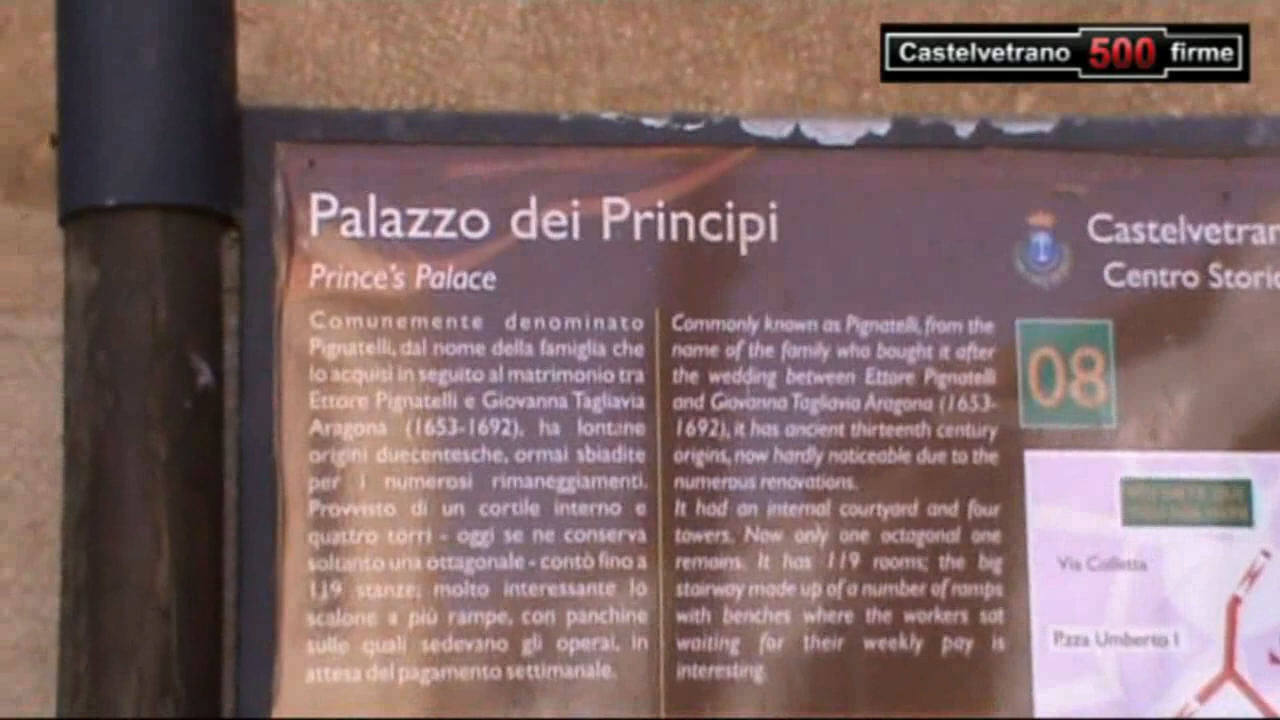 Castelvetrano 500 firme
Palazzo dei Principi
Prince's Palace
Comunemente denominato
Pignatelli, dal nome della famiglia che
lo acquisì in seguito al matrimonio tra
Ettore Pignatelli e Giovanna Tagliavia
Aragona (1653-1692), ha lontane
origini duecentesche, ormai sbiadite
per i numerosi rimaneggiamenti.
Provvisto di un cortile interno e
quattro torri - oggi se ne conserva
soltanto una ottagonale - contò fino a
119 stanze; molto interessante lo
scalone a più rampe, con panchine
sulle quali sedevano gli operai, in
attesa del pagamento settimanale.
Commonly known as Pignatelli, from the
name of the family who bought it after
the wedding between Ettore Pignatelli
and Giovanna Tagliavia Aragona (1653-
1692), it has ancient thirteenth century
origins, now hardly noticeable due to the
numerous renovations.
It had an internal courtyard and four
towers. Now only one octagonal one
remains. It has 119 rooms; the big
stairway made up of a number of ramps
with benches where the workers sat
waiting for their weekly pay is
interesting.
Castelvetran
Centro Storic
08
Via Colletta
P.zza Umberto I